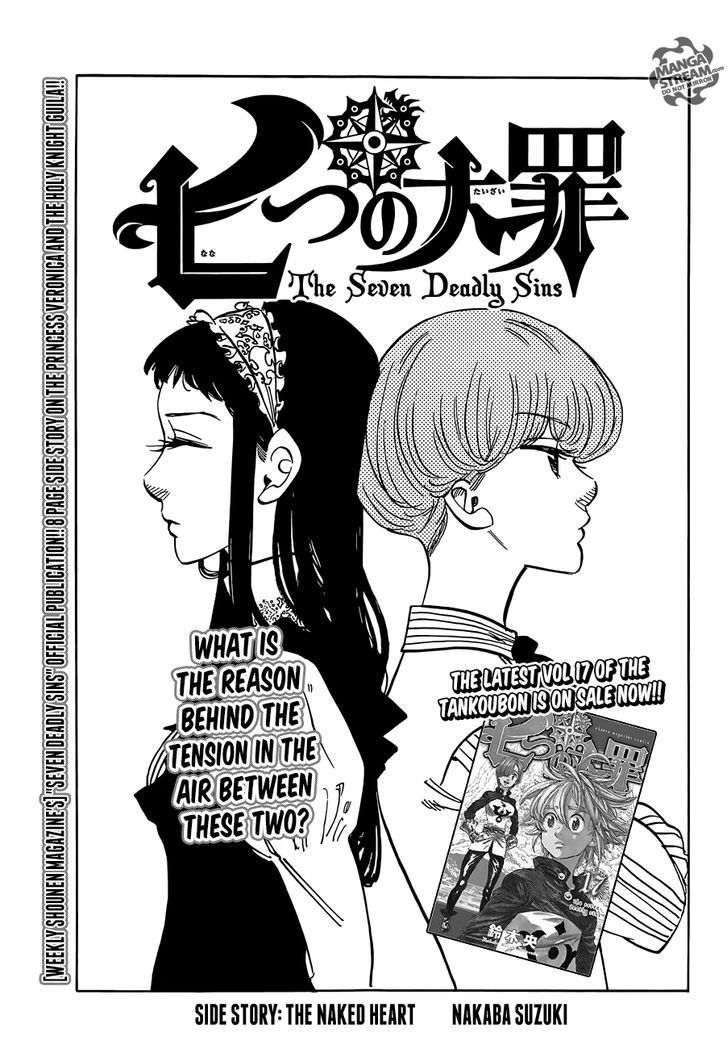 MANGA
STREAM.com
DO NOT MIRROR
[WEEKLY SHOUNEN MAGAZINE'S] "SEVEN DEADLY SINS" OFFICIAL PUBLICATION!! 8 PAGE SIDE STORY ON THE PRINCESS VERONICA AND THE HOLY KNIGHT GUILA!!
七つの大罪
なな
たいざい
The Seven Deadly Sins
WHAT IS
THE REASON
BEHIND THE
TENSION IN THE
AIR BETWEEN
THESE TWO?
THE LATEST VOL 17 OF THE
TANKOUBON IS ON SALE NOW!!
七つの大罪
17
鈴木央
SIDE STORY: THE NAKED HEART
NAKABA SUZUKI